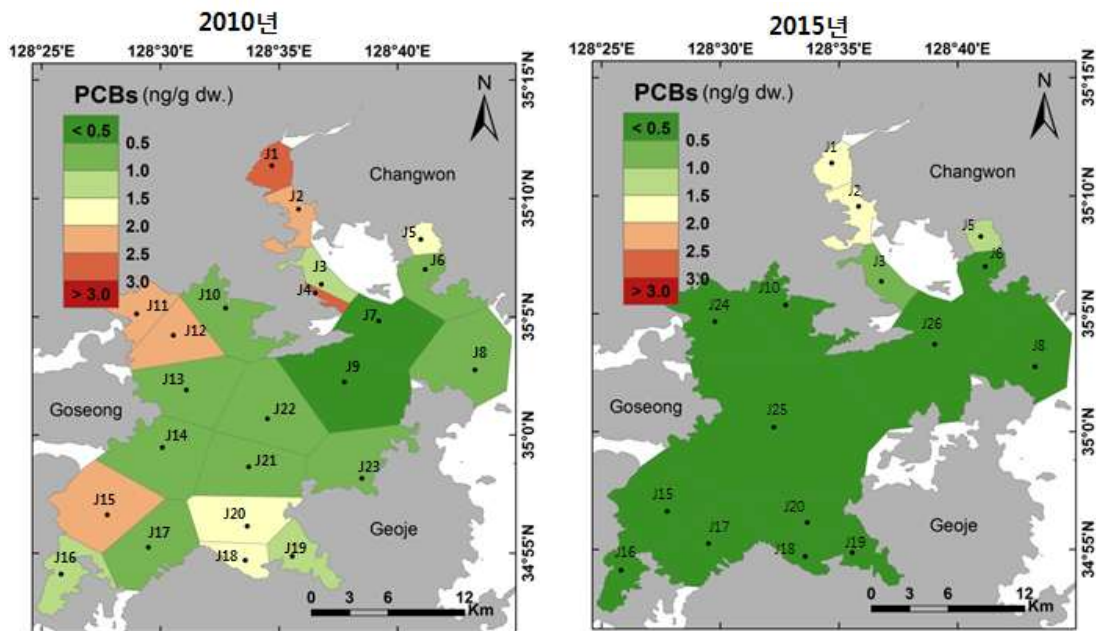 2010년
128°25'E 128°30'E 128°35'E 128°40'E
PCBs (ng/g dw.)
< 0.5
0.5
1.0
1.5
2.0
2.5
3.0
> 3.0
N
35°15'N
35°10'N
35°5'N
35°0'N
34°55'N
Changwon
Goseong
Geoje
J1
J2
J3
J4
J5
J6
J7
J8
J9
J10
J11
J12
J13
J14
J15
J16
J17
J18
J19
J20
J21
J22
J23
0 3 6 12
Km
2015년
128°25'E 128°30'E 128°35'E 128°40'E
PCBs (ng/g dw.)
< 0.5
0.5
1.0
1.5
2.0
2.5
3.0
> 3.0
N
35°15'N
35°10'N
35°5'N
35°0'N
34°55'N
Changwon
Goseong
Geoje
J1
J2
J3
J5
J6
J8
J10
J24
J26
J25
J15
J16
J17
J18
J19
J20
0 3 6 12
Km